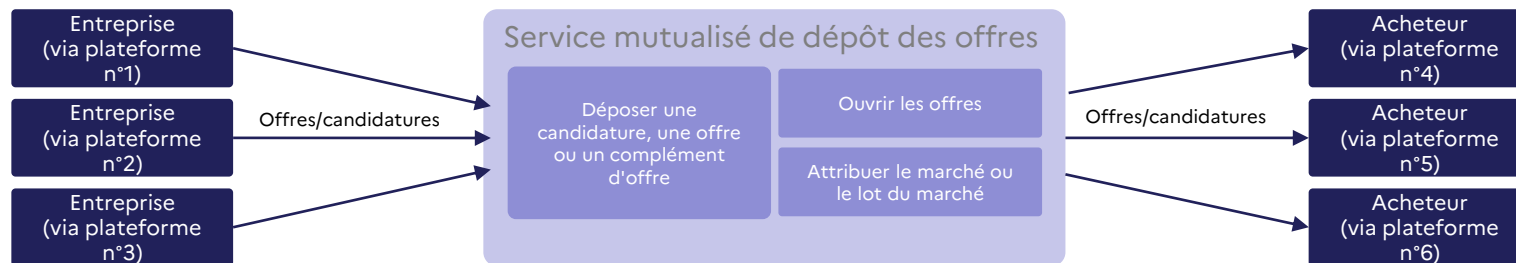 Entreprise
(via plateforme
n°1)
Entreprise
(via plateforme
n°2)
Entreprise
(via plateforme
n°3)
Offres/candidatures
Service mutualisé de dépôt des offres
Déposer une
candidature, une offre
ou un complément
d'offre
Ouvrir les offres
Attribuer le marché ou
le lot du marché
Offres/candidatures
Acheteur
(via plateforme
n°4)
Acheteur
(via plateforme
n°5)
Acheteur
(via plateforme
n°6)